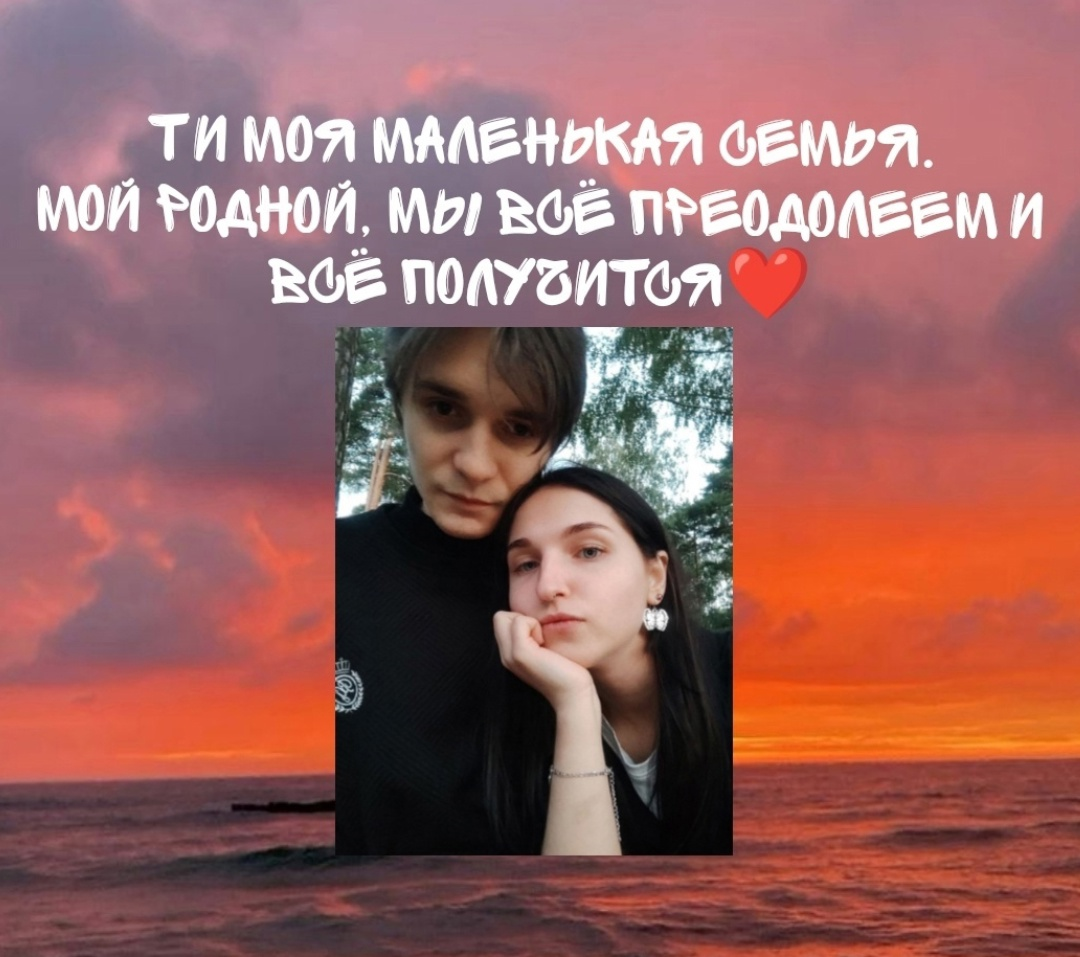 ТИ МОЯ МАЛЕНЬКАЯ СЕМЬЯ.
МОЙ РОДНОЙ, МЫ ВСЁ ПРЕОДОЛЕЕМ И
ВСЁ ПОЛУЧИТСЯ❤️